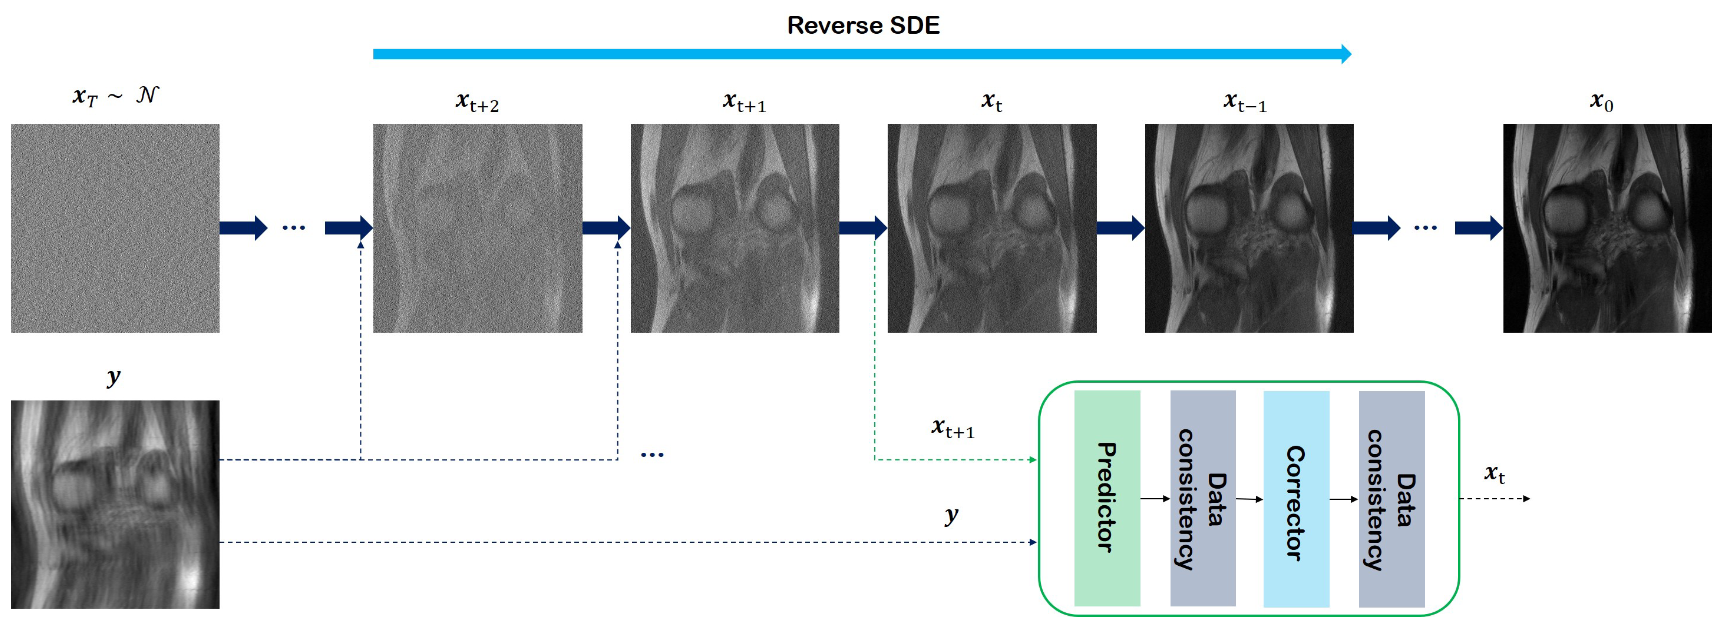 Reverse SDE
x_T ~ 𝒩
x_{t+2}
x_{t+1}
x_t
x_{t−1}
x_0
...
...
y
...
x_{t+1}
y
Predictor
Data
consistency
Corrector
Data
consistency
x_t